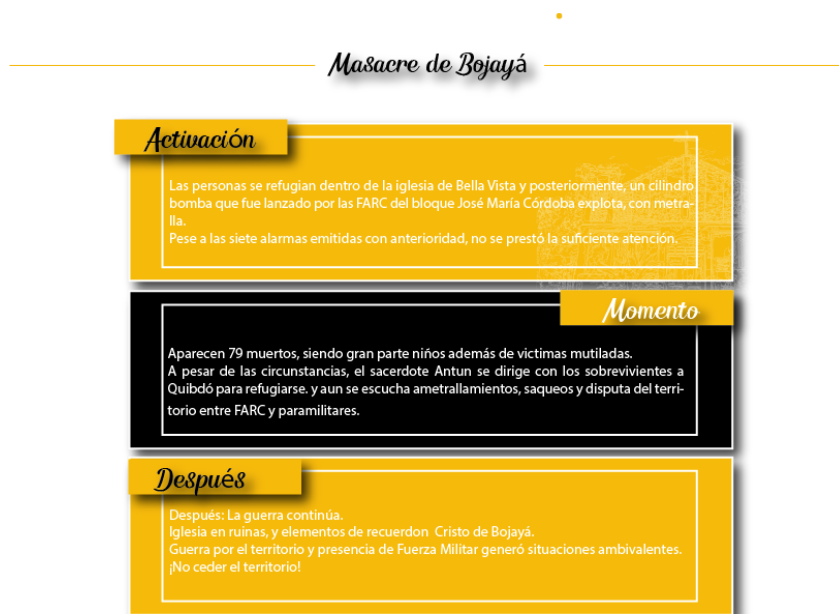 Masacre de Bojayá
Activación
Las personas se refugian dentro de la iglesia de Bella Vista y posteriormente, un cilindro
bomba que fue lanzado por las FARC del bloque José María Córdoba explota, con metra-
lla.
Pese a las siete alarmas emitidas con anterioridad, no se prestó la suficiente atención.
Momento
Aparecen 79 muertos, siendo gran parte niños además de victimas mutiladas.
A pesar de las circunstancias, el sacerdote Antun se dirige con los sobrevivientes a
Quibdó para refugiarse. y aun se escucha ametrallamientos, saqueos y disputa del terri-
torio entre FARC y paramilitares.
Después
Después: La guerra continúa.
Iglesia en ruinas, y elementos de recuerdon Cristo de Bojayá.
Guerra por el territorio y presencia de Fuerza Militar generó situaciones ambivalentes.
¡No ceder el territorio!